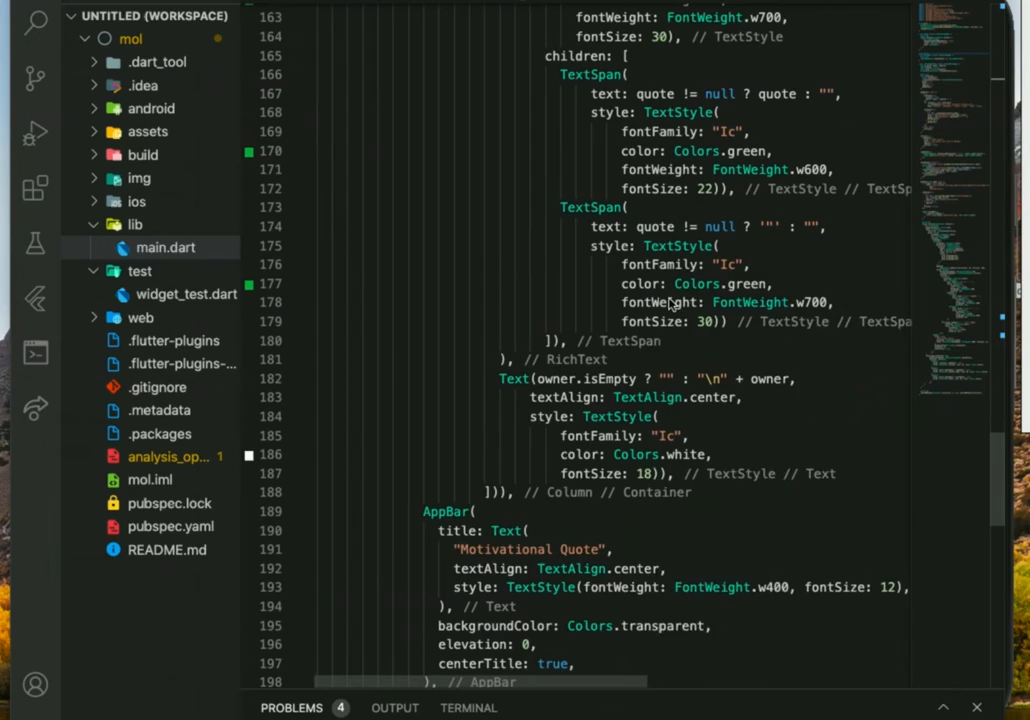 UNTITLED (WORKSPACE)
mol
.dart_tool
.idea
android
assets
build
img
ios
lib
main.dart
test
widget_test.dart
web
.flutter-plugins
.flutter-plugins-...
.gitignore
.metadata
.packages
analysis_op... 1
mol.iml
pubspec.lock
pubspec.yaml
README.md
163 fontWeight: FontWeight.w700,
164 fontSize: 30), // TextStyle
165 children: [
166 TextSpan(
167 text: quote != null ? quote : "",
168 style: TextStyle(
169 fontFamily: "Ic",
170 color: Colors.green,
171 fontWeight: FontWeight.w600,
172 fontSize: 22)), // TextStyle // TextSp
173 TextSpan(
174 text: quote != null ? '"' : "",
175 style: TextStyle(
176 fontFamily: "Ic",
177 color: Colors.green,
178 fontWeight: FontWeight.w700,
179 fontSize: 30)) // TextStyle // TextSpa
180 ]), // TextSpan
181 ), // RichText
182 Text(owner.isEmpty ? "" : "\n" + owner,
183 textAlign: TextAlign.center,
184 style: TextStyle(
185 fontFamily: "Ic",
186 color: Colors.white,
187 fontSize: 18)), // TextStyle // Text
188 ])), // Column // Container
189 AppBar(
190 title: Text(
191 "Motivational Quote",
192 textAlign: TextAlign.center,
193 style: TextStyle(fontWeight: FontWeight.w400, fontSize: 12),
194 ), // Text
195 backgroundColor: Colors.transparent,
196 elevation: 0,
197 centerTitle: true,
198 ), // AppBar
PROBLEMS 4 OUTPUT TERMINAL